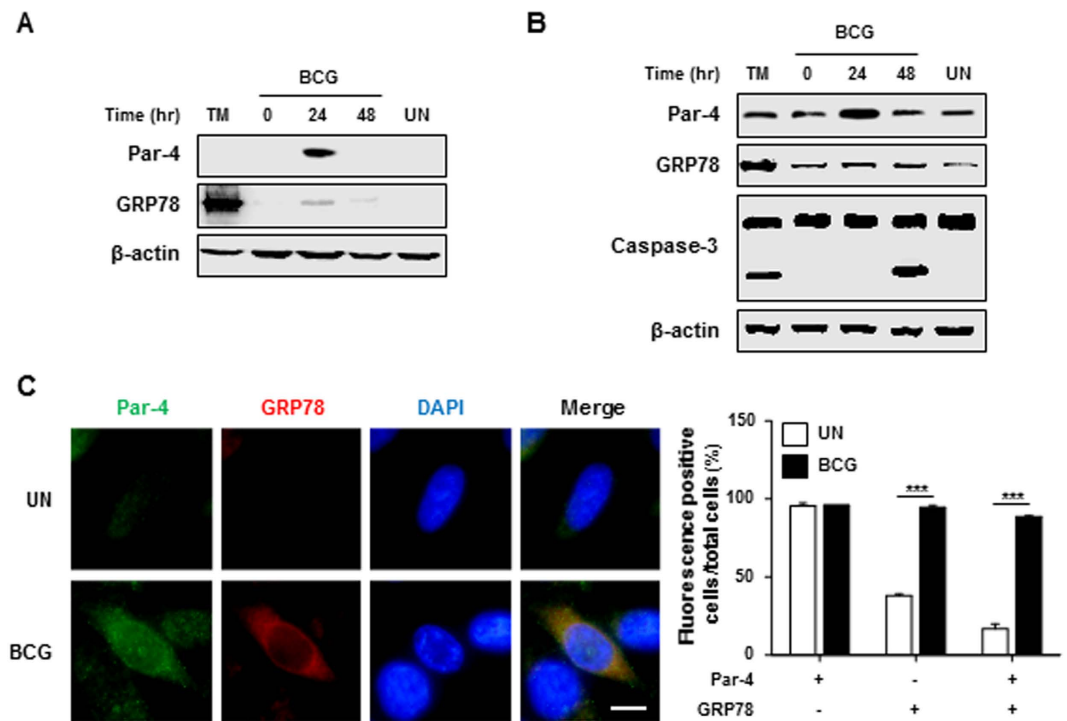 A
BCG
Time (hr) TM 0 24 48 UN
Par-4
GRP78
β-actin
B
BCG
Time (hr) TM 0 24 48 UN
Par-4
GRP78
Caspase-3
β-actin
C
Par-4 GRP78 DAPI Merge
UN
BCG
Fluorescence positive
cells/total cells (%)
150
100
50
0
UN
BCG
*** ***
Par-4 + - +
GRP78 - + +